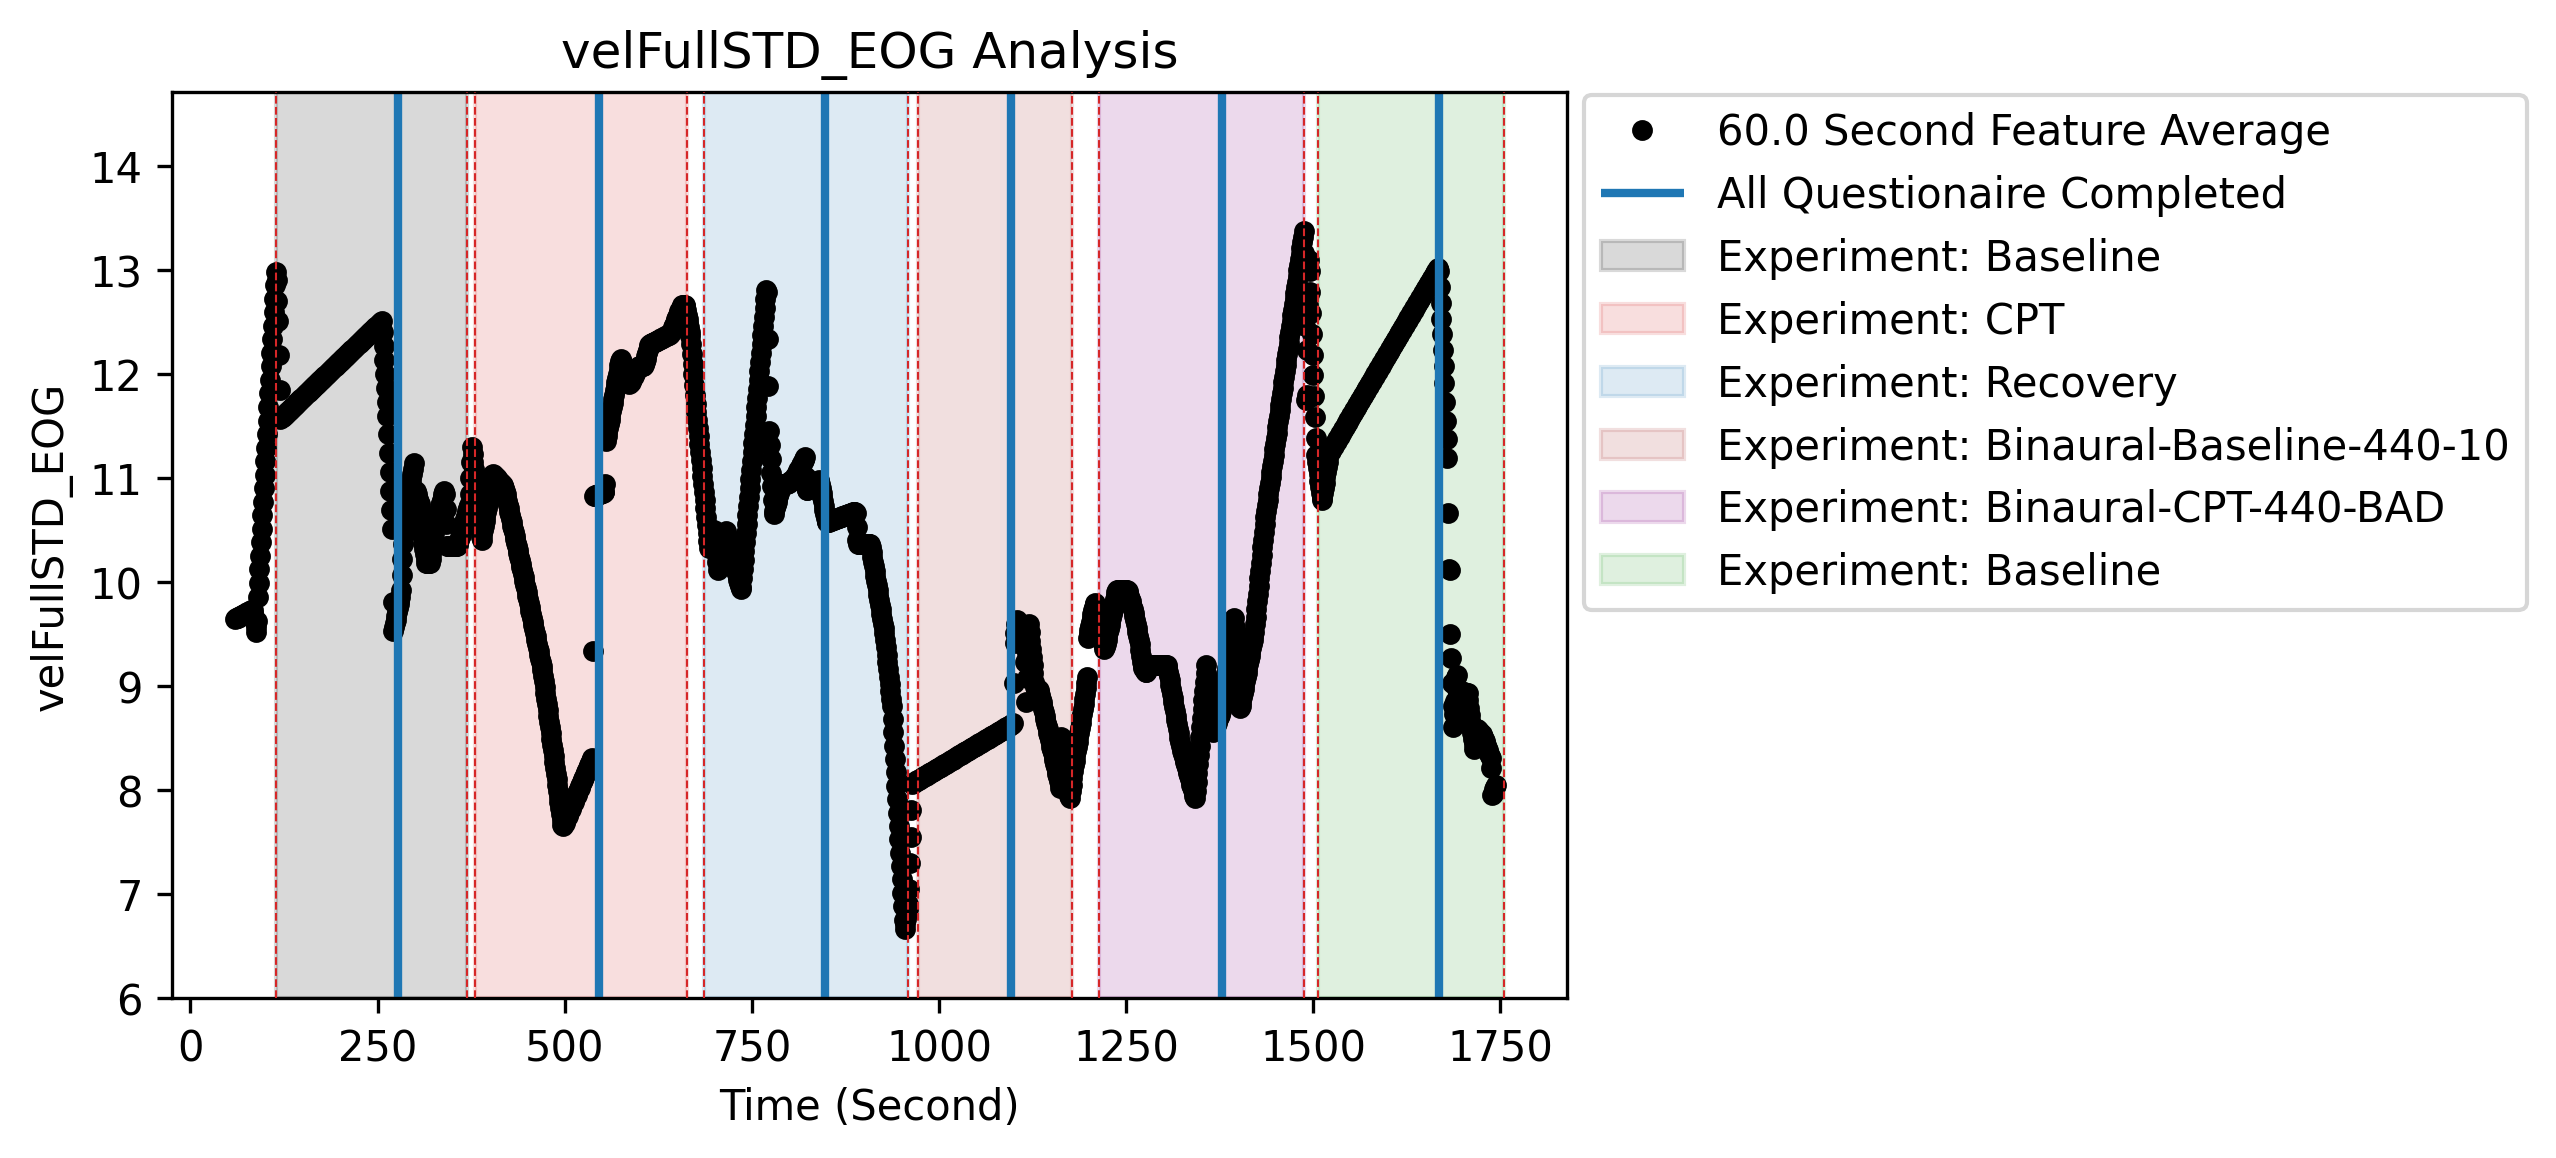 velFullSTD_EOG Analysis
velFullSTD_EOG
14
13
12
11
10
9
8
7
6
0 250 500 750 1000 1250 1500 1750
Time (Second)
60.0 Second Feature Average
All Questionaire Completed
Experiment: Baseline
Experiment: CPT
Experiment: Recovery
Experiment: Binaural-Baseline-440-10
Experiment: Binaural-CPT-440-BAD
Experiment: Baseline